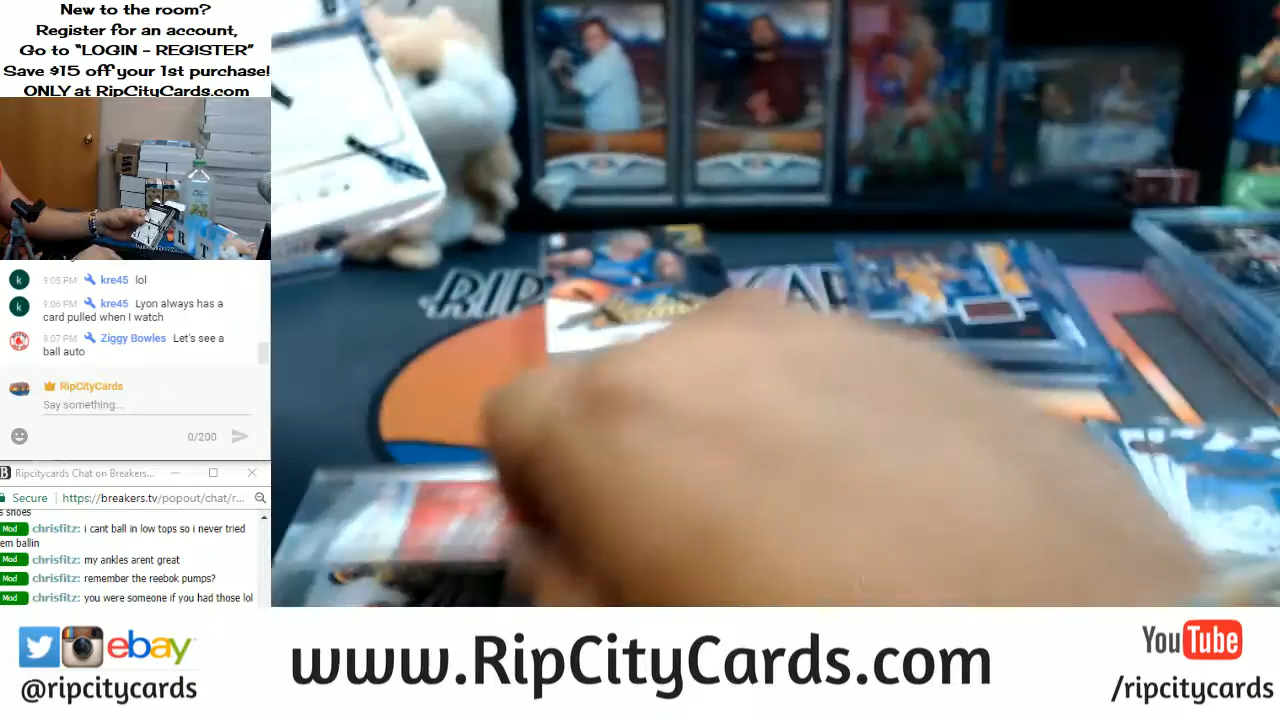 New to the room?
Register for an account,
Go to “LOGIN - REGISTER”
Save $15 off your 1st purchase!
ONLY at RipCityCards.com
9:05 PM kre45 lol
9:06 PM kre45 Lyon always has a
card pulled when I watch
9:07 PM Ziggy Bowles Let's see a
ball auto
RipCityCards
Say something...
0/200
Ripcitycards Chat on Breakers...
Secure https://breakers.tv/popout/chat/r...
s shoes
Mod chrisfitz: i cant ball in low tops so i never tried
em ballin
Mod chrisfitz: my ankles arent great
Mod chrisfitz: remember the reebok pumps?
Mod chrisfitz: you were someone if you had those lol
RIP CA
ebay
@ripcitycards
www.RipCityCards.com
YouTube
/ripcitycards